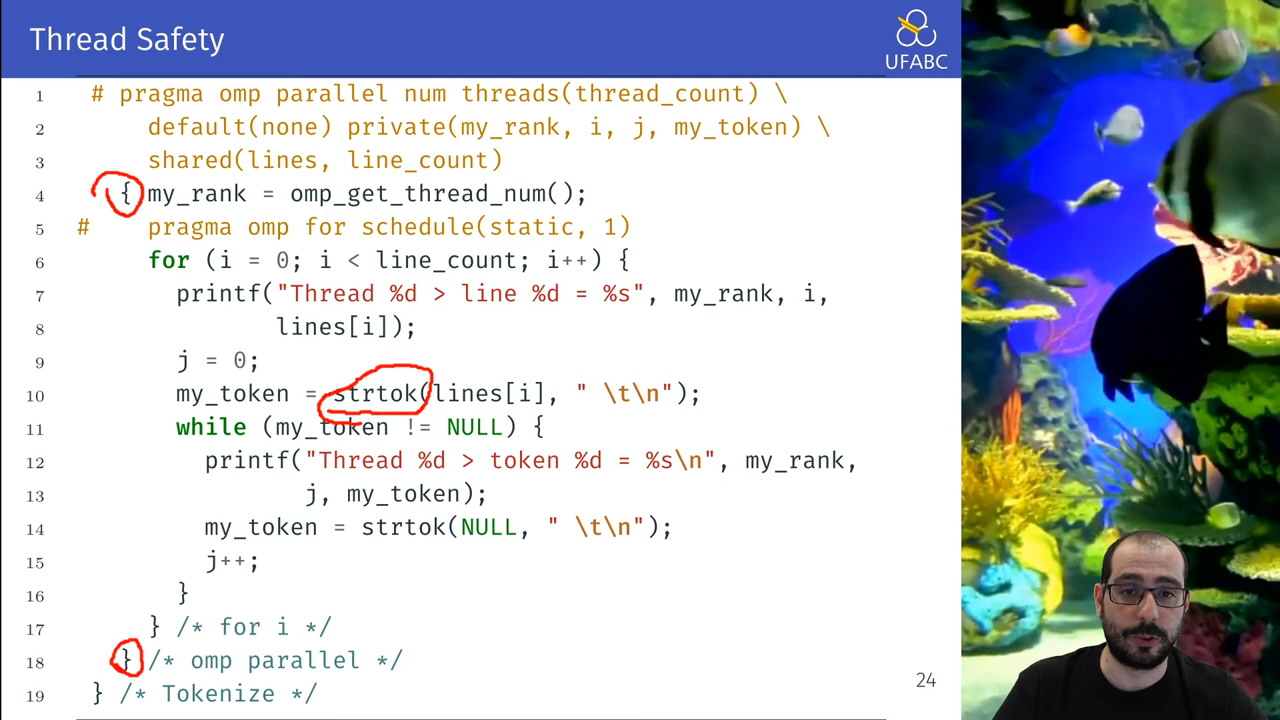 Thread Safety
UFABC
1 # pragma omp parallel num threads(thread_count) \
2 default(none) private(my_rank, i, j, my_token) \
3 shared(lines, line_count)
4 { my_rank = omp_get_thread_num();
5 # pragma omp for schedule(static, 1)
6 for (i = 0; i < line_count; i++) {
7 printf("Thread %d > line %d = %s", my_rank, i,
8 lines[i]);
9 j = 0;
10 my_token = strtok(lines[i], " \t\n");
11 while (my_token != NULL) {
12 printf("Thread %d > token %d = %s\n", my_rank,
13 j, my_token);
14 my_token = strtok(NULL, " \t\n");
15 j++;
16 }
17 } /* for i */
18 } /* omp parallel */
19 } /* Tokenize */
24